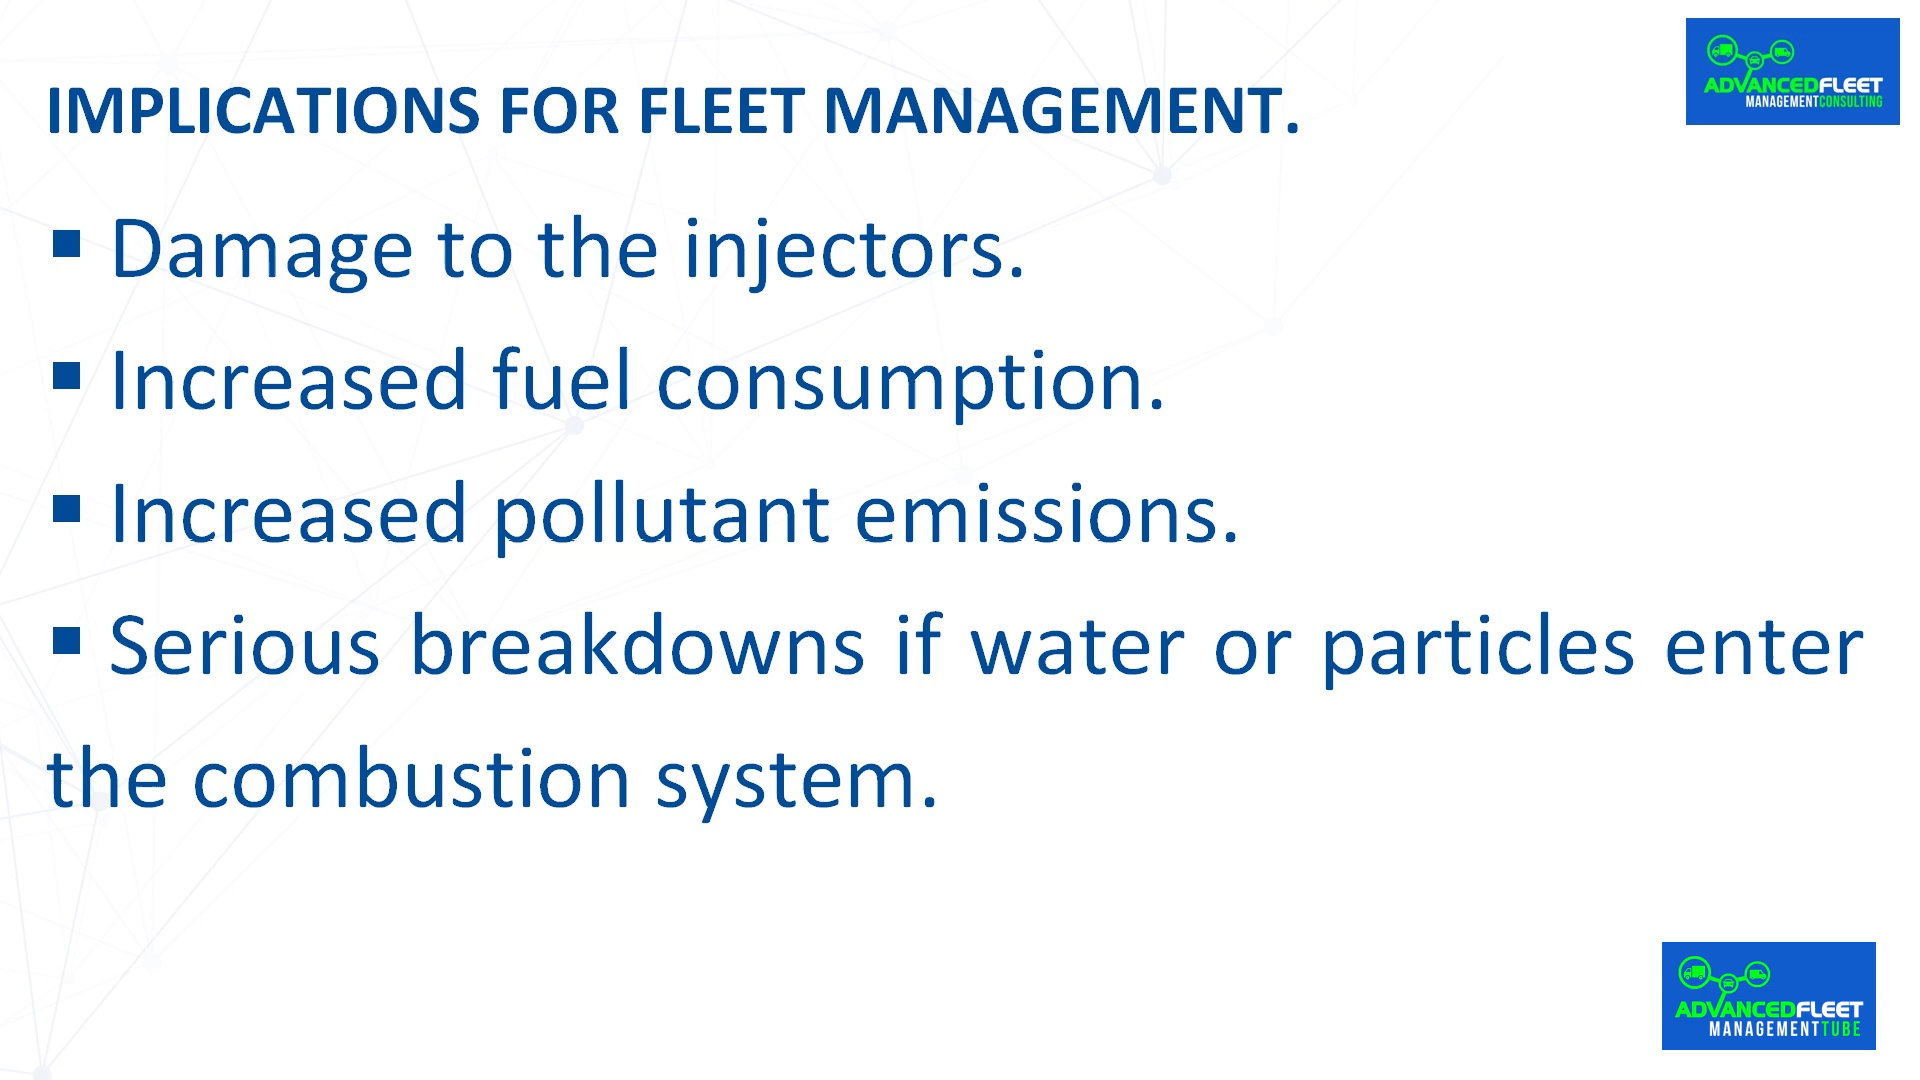 IMPLICATIONS FOR FLEET MANAGEMENT.
▪ Damage to the injectors.
▪ Increased fuel consumption.
▪ Increased pollutant emissions.
▪ Serious breakdowns if water or particles enter
the combustion system.
ADVANCEDFLEET
MANAGEMENTCONSULTING
ADVANCEDFLEET
MANAGEMENTTUBE